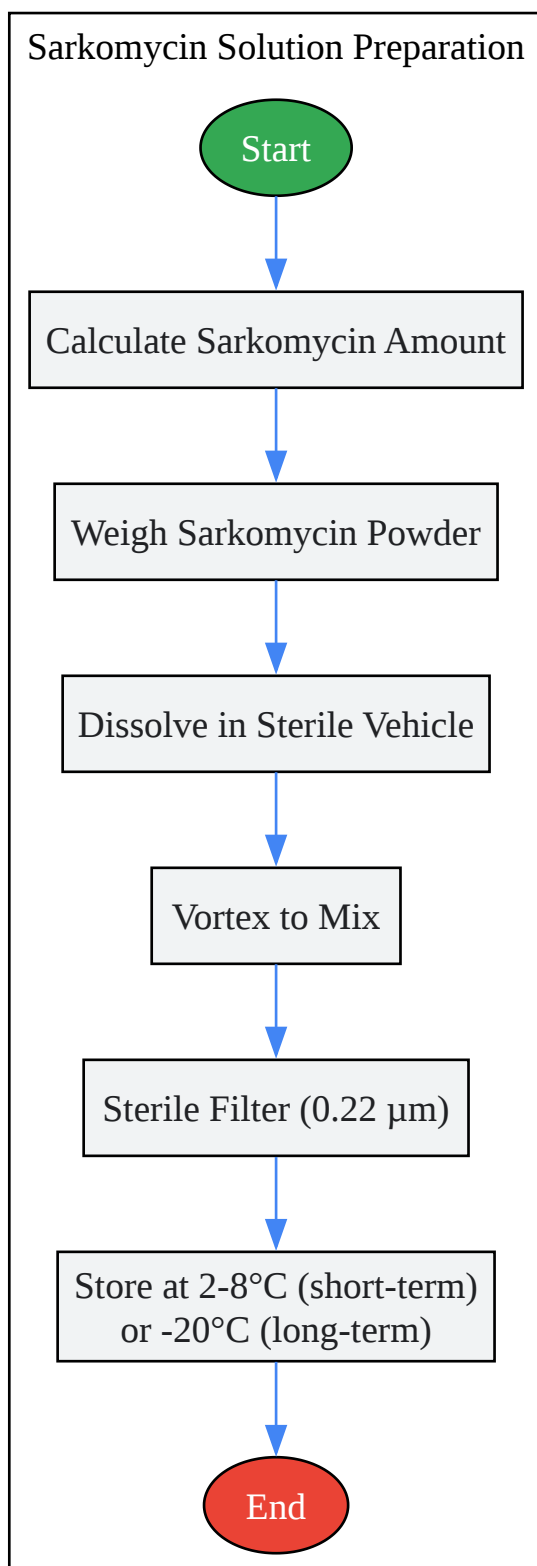 Sarkomycin Solution Preparation
Start
Calculate Sarkomycin Amount
Weigh Sarkomycin Powder
Dissolve in Sterile Vehicle
Vortex to Mix
Sterile Filter (0.22 µm)
Store at 2-8°C (short-term)
or -20°C (long-term)
End